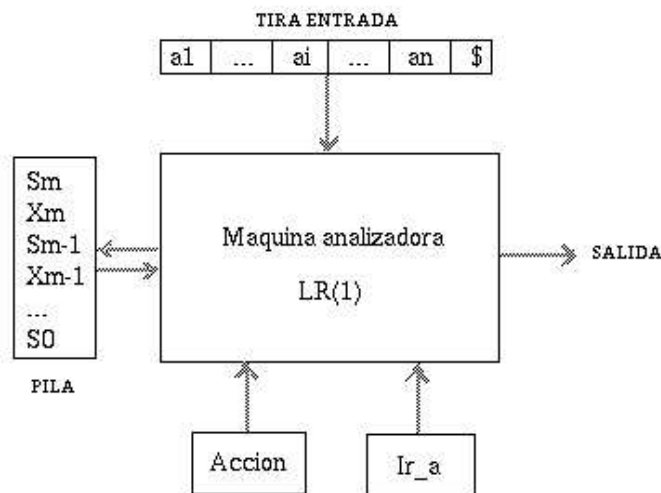 TIRA ENTRADA
a1 ... ai ... an $
Sm
Xm
Sm-1
Xm-1
...
S0
PILA
Maquina analizadora
LR(1)
SALIDA
Accion
Ir_a